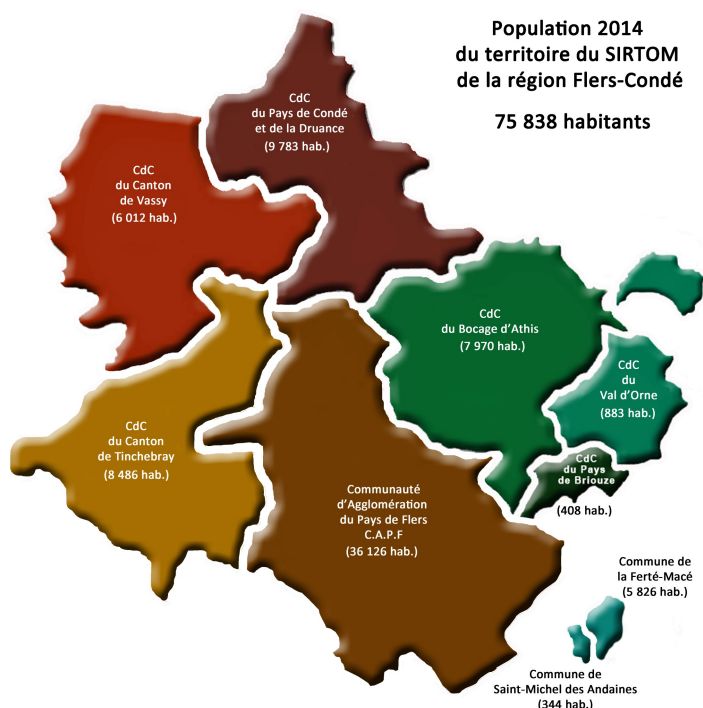 Population 2014
du territoire du SIRTOM
de la région Flers-Condé
75 838 habitants
CdC
du Pays de Condé
et de la Druance
(9 783 hab.)
CdC
du Canton
de Vassy
(6 012 hab.)
CdC
du Bocage d'Athis
(7 970 hab.)
CdC
du
Val d'Orne
(883 hab.)
CdC
du Canton
de Tinchebray
(8 486 hab.)
CdC
du Pays
de Briouze
(408 hab.)
Communauté
d'Agglomération
du Pays de Flers
C.A.P.F
(36 126 hab.)
Commune de
la Ferté-Macé
(5 826 hab.)
Commune de
Saint-Michel des Andaines
(344 hab.)